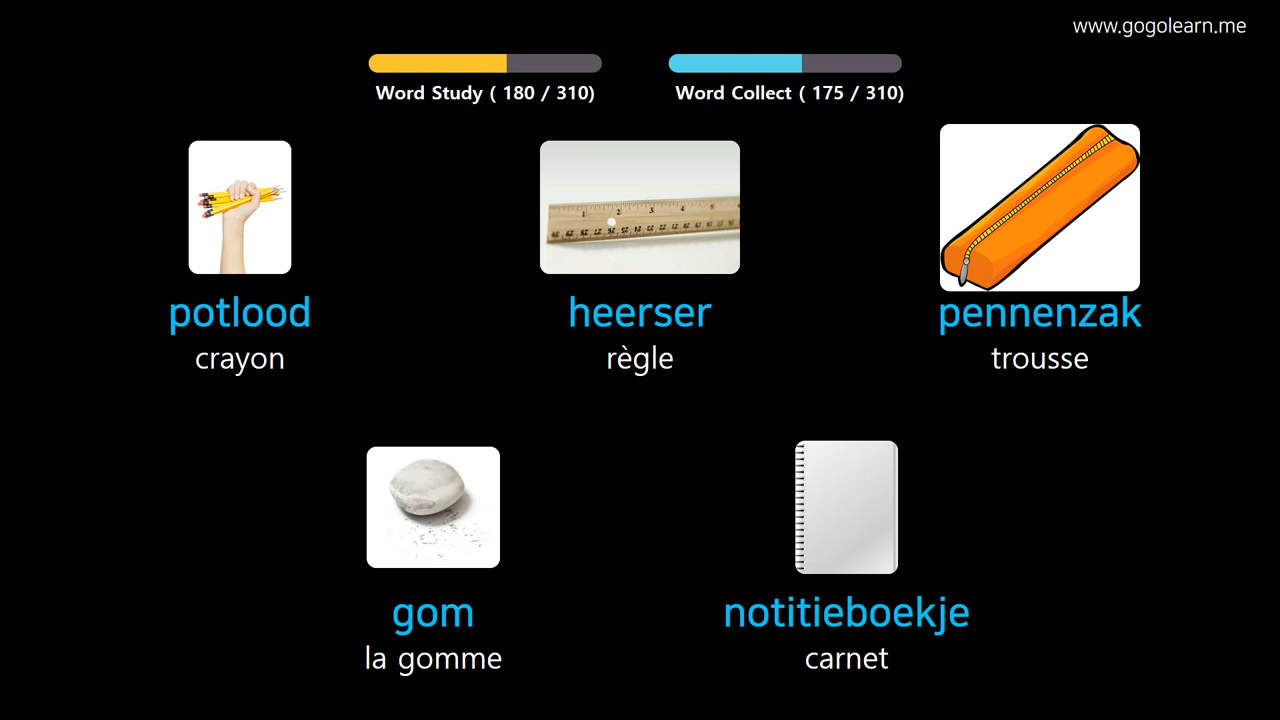 www.gogolearn.me
Word Study ( 180 / 310)
Word Collect ( 175 / 310)
potlood
heerser
pennenzak
crayon
règle
trousse
gom
notitieboekje
la gomme
carnet